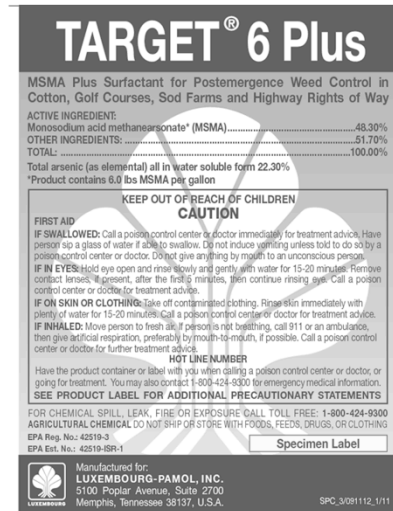 TARGET® 6 Plus
MSMA Plus Surfactant for Postemergence Weed Control in
Cotton, Golf Courses, Sod Farms and Highway Rights of Way
ACTIVE INGREDIENT:
Monosodium acid methanearsonate* (MSMA)..................................................48.30%
OTHER INGREDIENTS: ..................................................51.70%
TOTAL: ..................................................100.00%
Total arsenic (as elemental) all in water soluble form 22.30%
*Product contains 6.0 lbs MSMA per gallon
KEEP OUT OF REACH OF CHILDREN
CAUTION
FIRST AID
IF SWALLOWED: Call a poison control center or doctor immediately for treatment advice. Have
person sip a glass of water if able to swallow. Do not induce vomiting unless told to do so by a
poison control center or doctor. Do not give anything by mouth to an unconscious person.
IF IN EYES: Hold eye open and rinse slowly and gently with water for 15-20 minutes. Remove
contact lenses, if present, after the first 5 minutes, then continue rinsing eye. Call a poison
control center or doctor for treatment advice.
IF ON SKIN OR CLOTHING: Take off contaminated clothing. Rinse skin immediately with
plenty of water for 15-20 minutes. Call a poison control center or doctor for treatment advice.
IF INHALED: Move person to fresh air, if person is not breathing, call 911 or an ambulance,
then give artificial respiration, preferably by mouth-to-mouth, if possible. Call a poison control
center or doctor for further treatment advice.
HOT LINE NUMBER
Have the product container or label with you when calling a poison control center or doctor, or
going for treatment. You may also contact 1-800-424-9300 for emergency medical information.
SEE PRODUCT LABEL FOR ADDITIONAL PRECAUTIONARY STATEMENTS
FOR CHEMICAL SPILL, LEAK, FIRE OR EXPOSURE CALL TOLL FREE: 1-800-424-9300
AGRICULTURAL CHEMICAL DO NOT SHIP OR STORE WITH FOODS, FEEDS, DRUGS, OR CLOTHING
EPA Reg. No.: 42519-3
EPA Est. No.: 42519-ISR-1
Specimen Label
LUXEMBOURG
Manufactured for:
LUXEMBOURG-PAMOL, INC.
5100 Poplar Avenue, Suite 2700
Memphis, Tennessee 38137, U.S.A.
SPC_3/091112_1/11